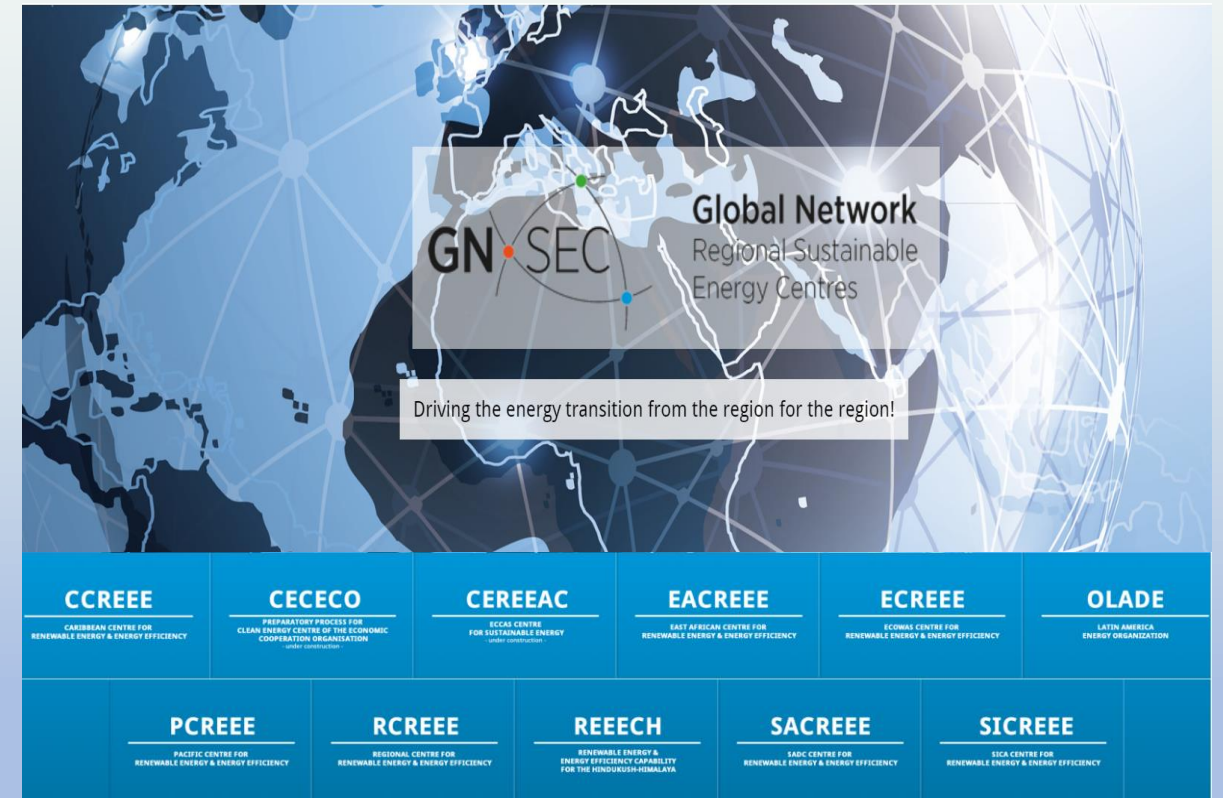 GN SEC
Global Network
Regional Sustainable
Energy Centres
Driving the energy transition from the region for the region!
CCREEE
CARIBBEAN CENTRE FOR
RENEWABLE ENERGY & ENERGY EFFICIENCY
CECECO
PREPARATORY PROCESS FOR
CLEAN ENERGY CENTRE OF THE ECONOMIC
COOPERATION ORGANISATION
- under construction -
CEREEAC
ECCAS CENTRE
FOR SUSTAINABLE ENERGY
- under construction -
EACREEE
EAST AFRICAN CENTRE FOR
RENEWABLE ENERGY & ENERGY EFFICIENCY
ECREEE
ECOWAS CENTRE FOR
RENEWABLE ENERGY & ENERGY EFFICIENCY
OLADE
LATIN AMERICA
ENERGY ORGANIZATION
PCREEE
PACIFIC CENTRE FOR
RENEWABLE ENERGY & ENERGY EFFICIENCY
RCREEE
REGIONAL CENTRE FOR
RENEWABLE ENERGY & ENERGY EFFICIENCY
REEECH
RENEWABLE ENERGY &
ENERGY EFFICIENCY CAPABILITY
FOR THE HINDUKUSH-HIMALAYA
SACREEE
SADC CENTRE FOR
RENEWABLE ENERGY & ENERGY EFFICIENCY
SICREEE
SICA CENTRE FOR
RENEWABLE ENERGY & ENERGY EFFICIENCY